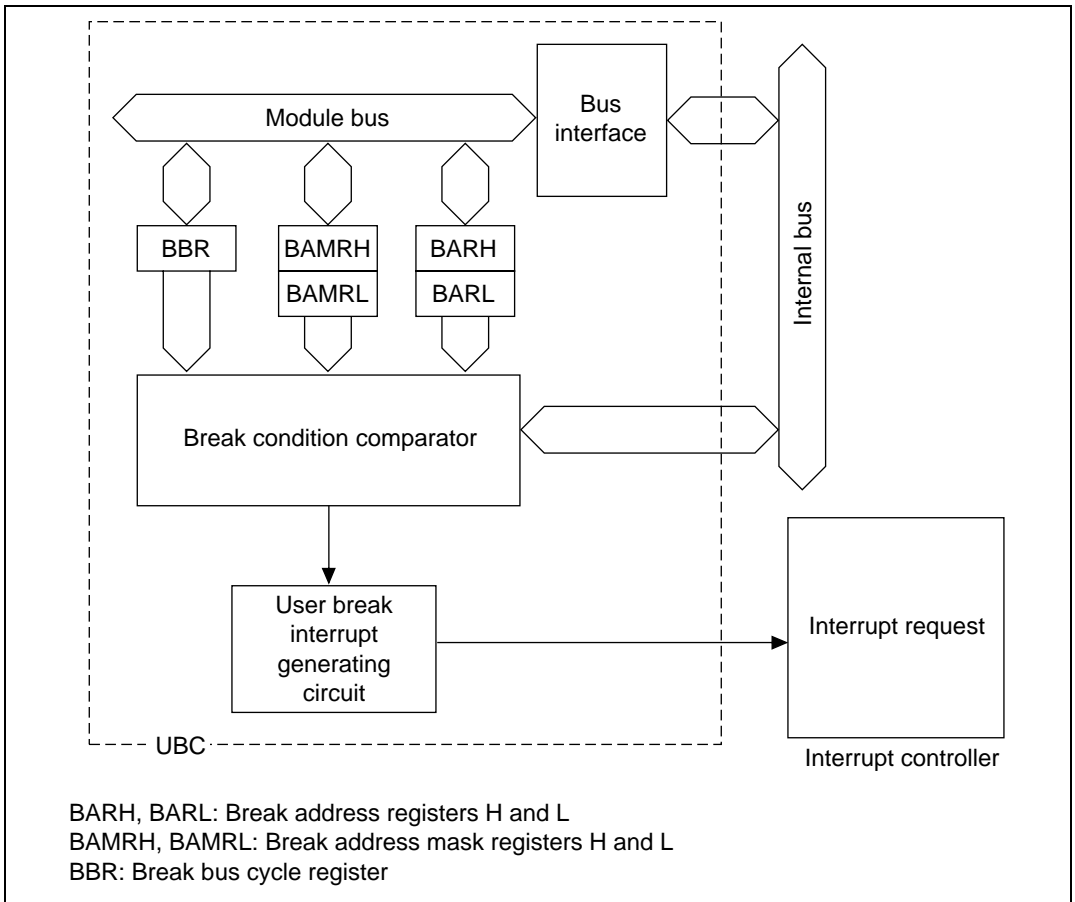 Module bus
Bus
interface
BBR
BAMRH
BAMRL
BARH
BARL
Internal bus
Break condition comparator
User break
interrupt
generating
circuit
Interrupt request
UBC
Interrupt controller
BARH, BARL: Break address registers H and L
BAMRH, BAMRL: Break address mask registers H and L
BBR: Break bus cycle register